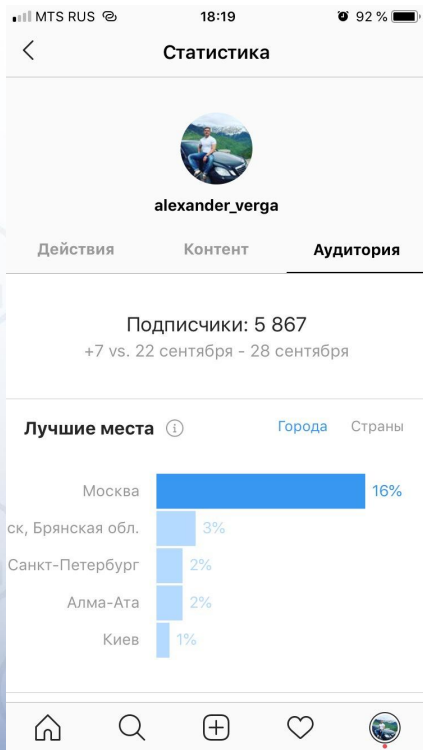 MTS RUS 18:19 92 %
Статистика
alexander_verga
Действия Контент Аудитория
Подписчики: 5 867
+7 vs. 22 сентября - 28 сентября
Лучшие места Города Страны
Москва 16%
ск, Брянская обл. 3%
Санкт-Петербург 2%
Алма-Ата 2%
Киев 1%